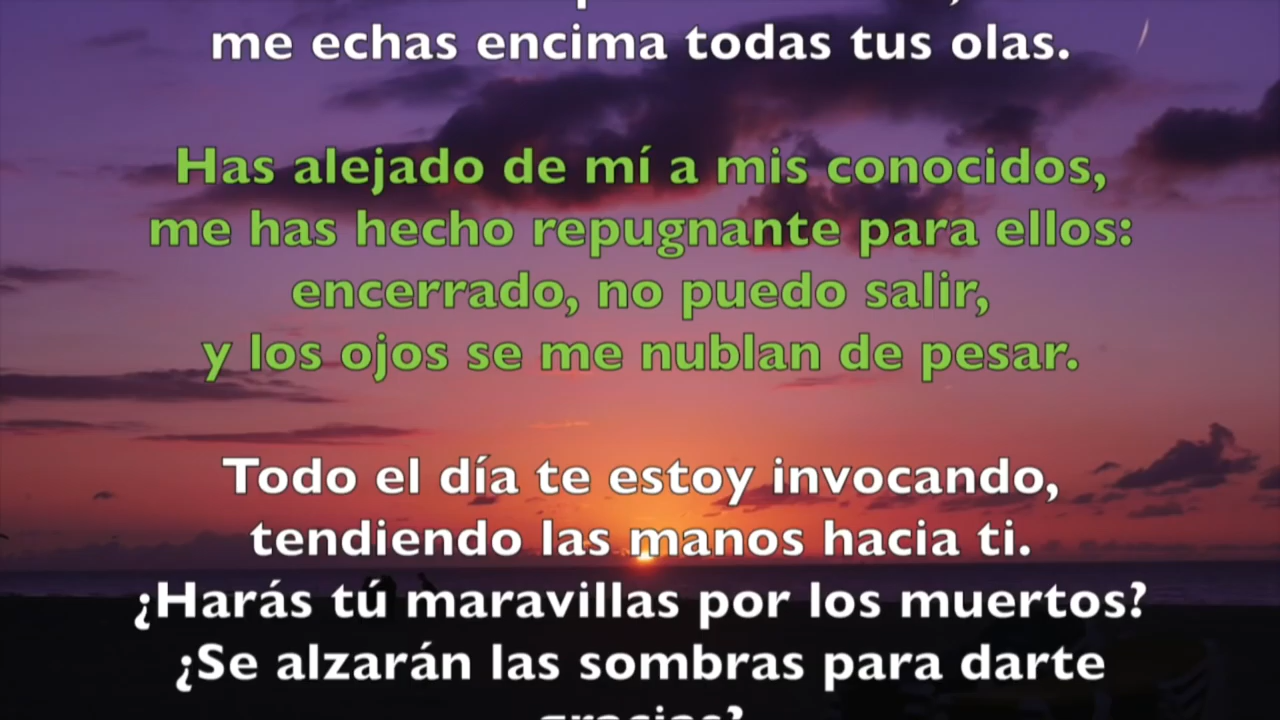 me echas encima todas tus olas.
Has alejado de mí a mis conocidos,
me has hecho repugnante para ellos:
encerrado, no puedo salir,
y los ojos se me nublan de pesar.
Todo el día te estoy invocando,
tendiendo las manos hacia ti.
¿Harás tú maravillas por los muertos?
¿Se alzarán las sombras para darte
gracias?